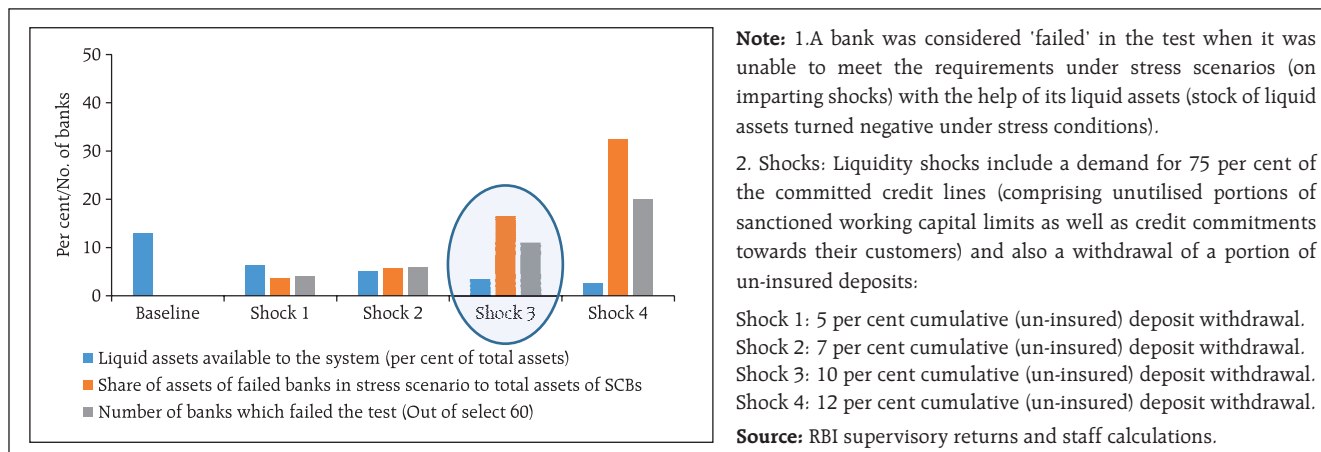 50
40
30
20
10
0
Per cent/No. of banks
Baseline
Shock 1
Shock 2
Shock 3
Shock 4
Liquid assets available to the system (per cent of total assets)
Share of assets of failed banks in stress scenario to total assets of SCBs
Number of banks which failed the test (Out of select 60)
Note: 1.A bank was considered 'failed' in the test when it was
unable to meet the requirements under stress scenarios (on
imparting shocks) with the help of its liquid assets (stock of liquid
assets turned negative under stress conditions).
2. Shocks: Liquidity shocks include a demand for 75 per cent of
the committed credit lines (comprising unutilised portions of
sanctioned working capital limits as well as credit commitments
towards their customers) and also a withdrawal of a portion of
un-insured deposits:
Shock 1: 5 per cent cumulative (un-insured) deposit withdrawal.
Shock 2: 7 per cent cumulative (un-insured) deposit withdrawal.
Shock 3: 10 per cent cumulative (un-insured) deposit withdrawal.
Shock 4: 12 per cent cumulative (un-insured) deposit withdrawal.
Source: RBI supervisory returns and staff calculations.